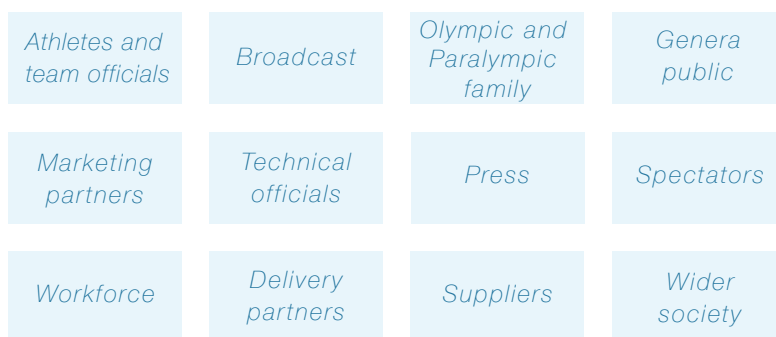 Athletes and
team officials
Broadcast
Olympic and
Paralympic
family
Genera
public
Marketing
partners
Technical
officials
Press
Spectators
Workforce
Delivery
partners
Suppliers
Wider
society